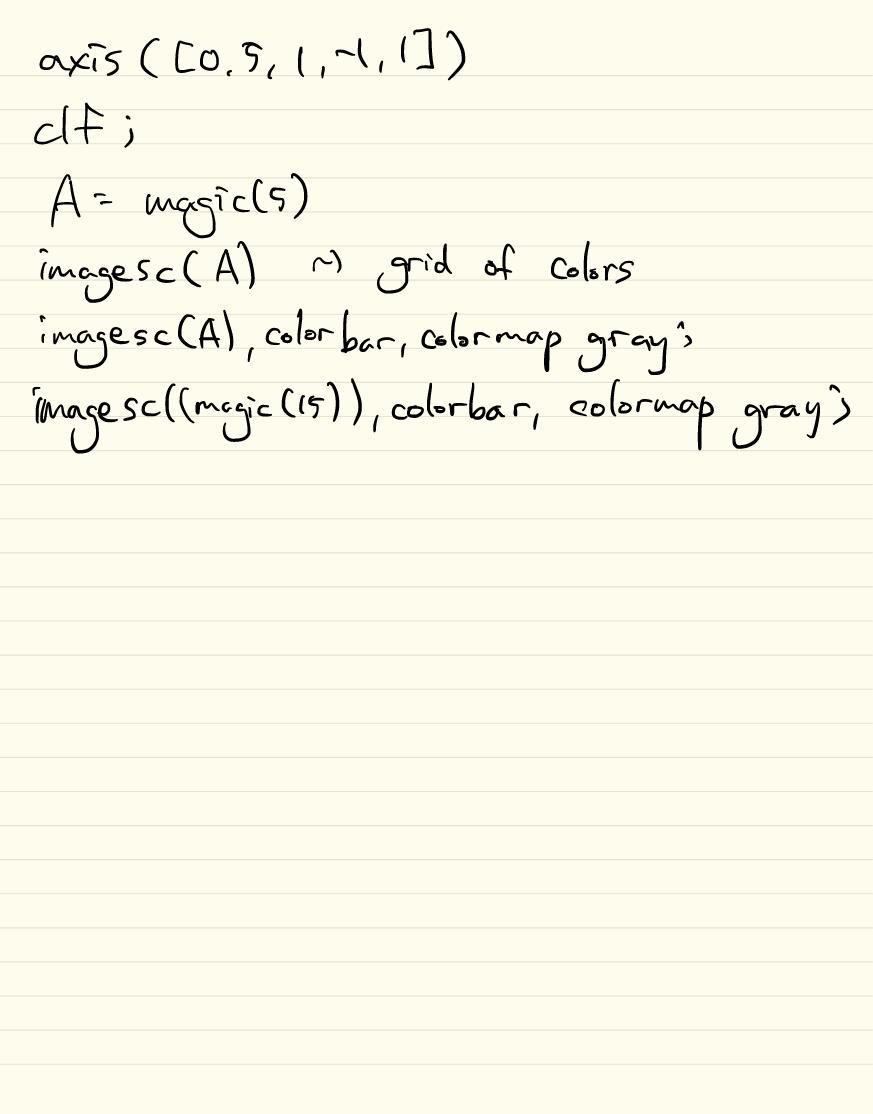 axis([0.5, 1, -1, 1])
clf;
A = magic(5)
imagesc(A) ~> grid of colors
imagesc(A), colorbar, colormap gray;
imagesc((magic(15)), colorbar, colormap gray;